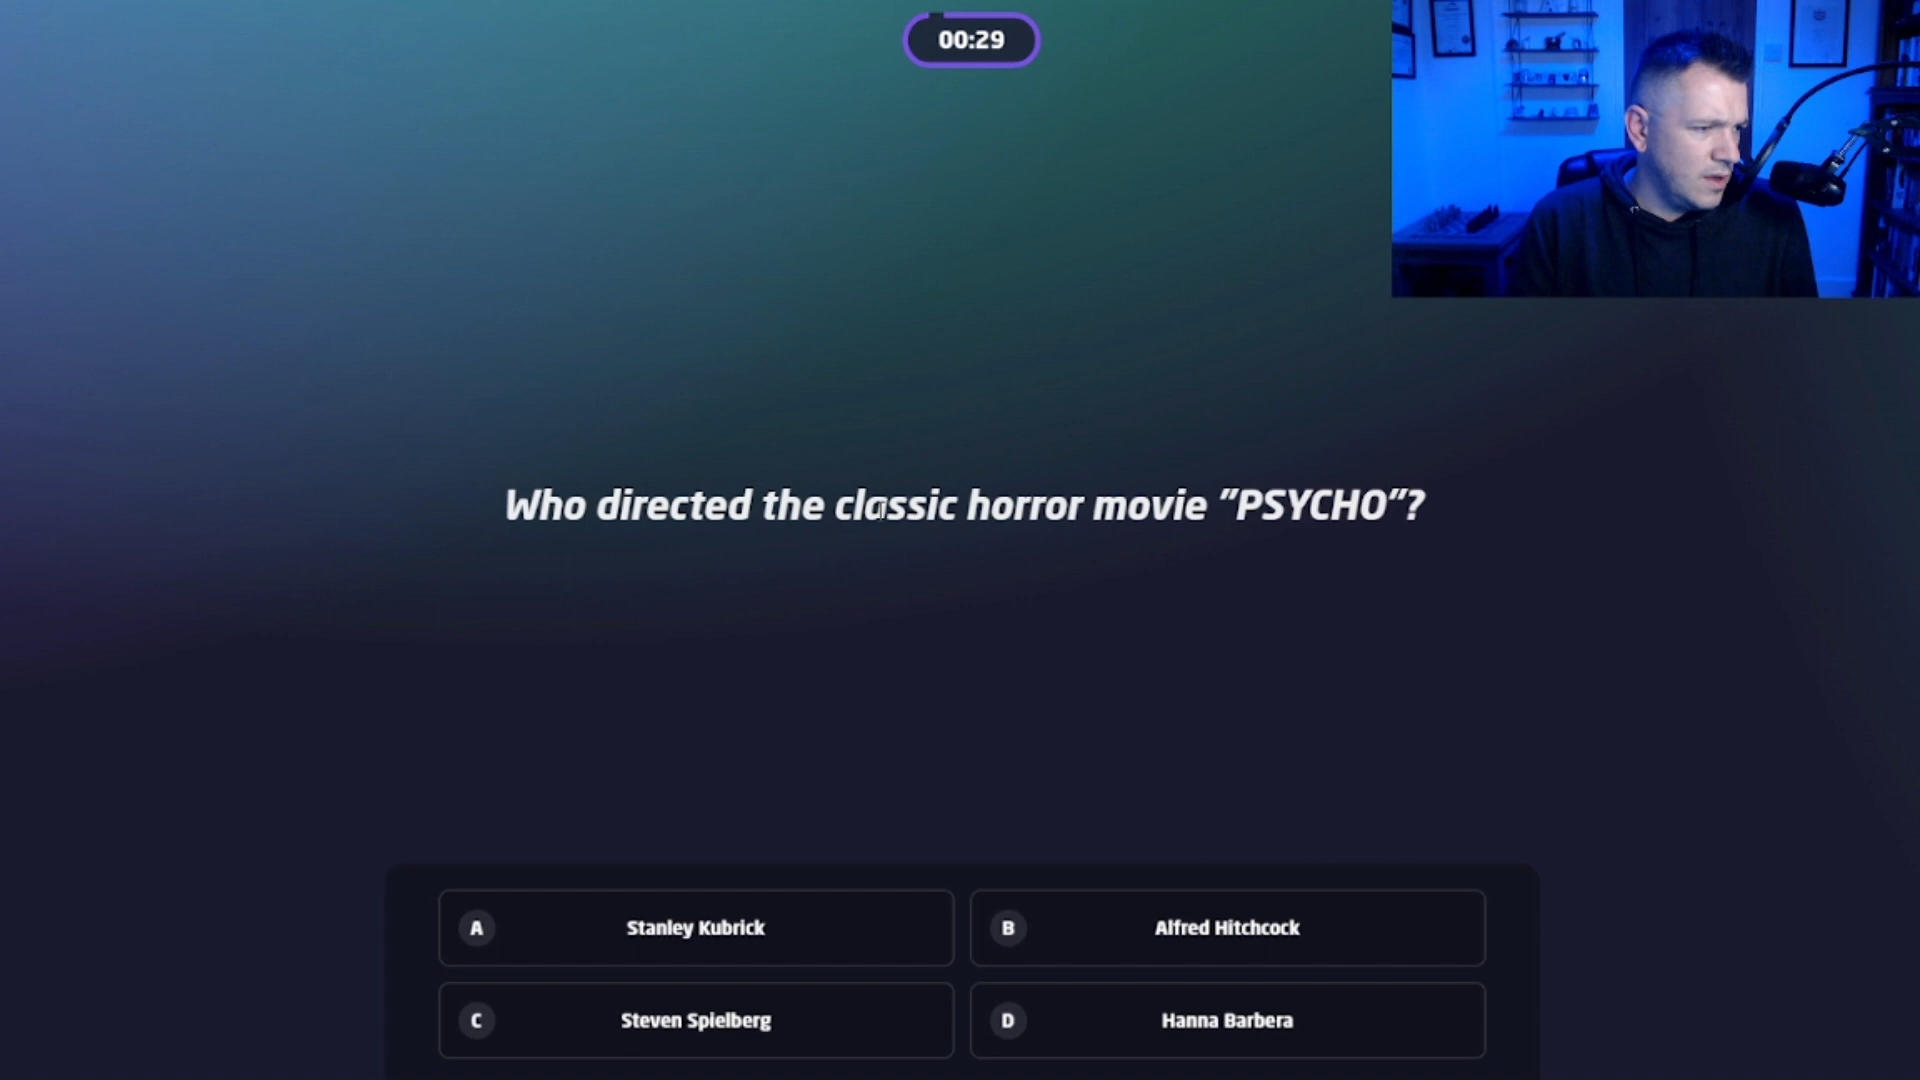 00:29
Who directed the classic horror movie "PSYCHO"?
A Stanley Kubrick
B Alfred Hitchcock
C Steven Spielberg
D Hanna Barbera